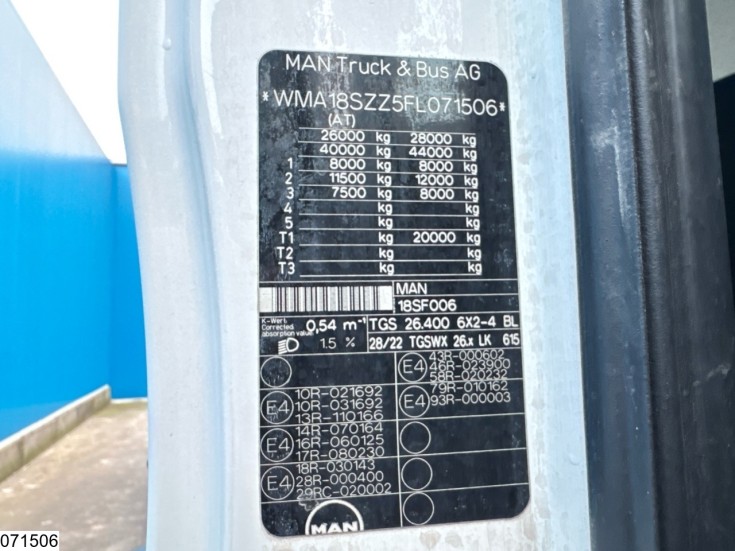 MAN Truck & Bus AG
*WMA18SZZ5FL071506*
(AT)
26000 kg 28000 kg
40000 kg 44000 kg
1 8000 kg 8000 kg
2 11500 kg 12000 kg
3 7500 kg 8000 kg
4 kg kg
5 kg kg
T1 kg 20000 kg
T2 kg kg
T3 kg kg
MAN
18SF006
K-Wert
Corrected
absorption value
0,54 m⁻¹ TGS 26.400 6X2-4 BL
1.5 % 28/22 TGSWX 26.x LK 615
E4 43R-000602
46R-023900
58R-020232
E4 10R-021692
10R-031692
13R-110166
E4 79R-010162
93R-000003
E4 14R-070164
16R-060125
17R-080230
E4 18R-030143
28R-000400
29RC-020002
MAN
071506